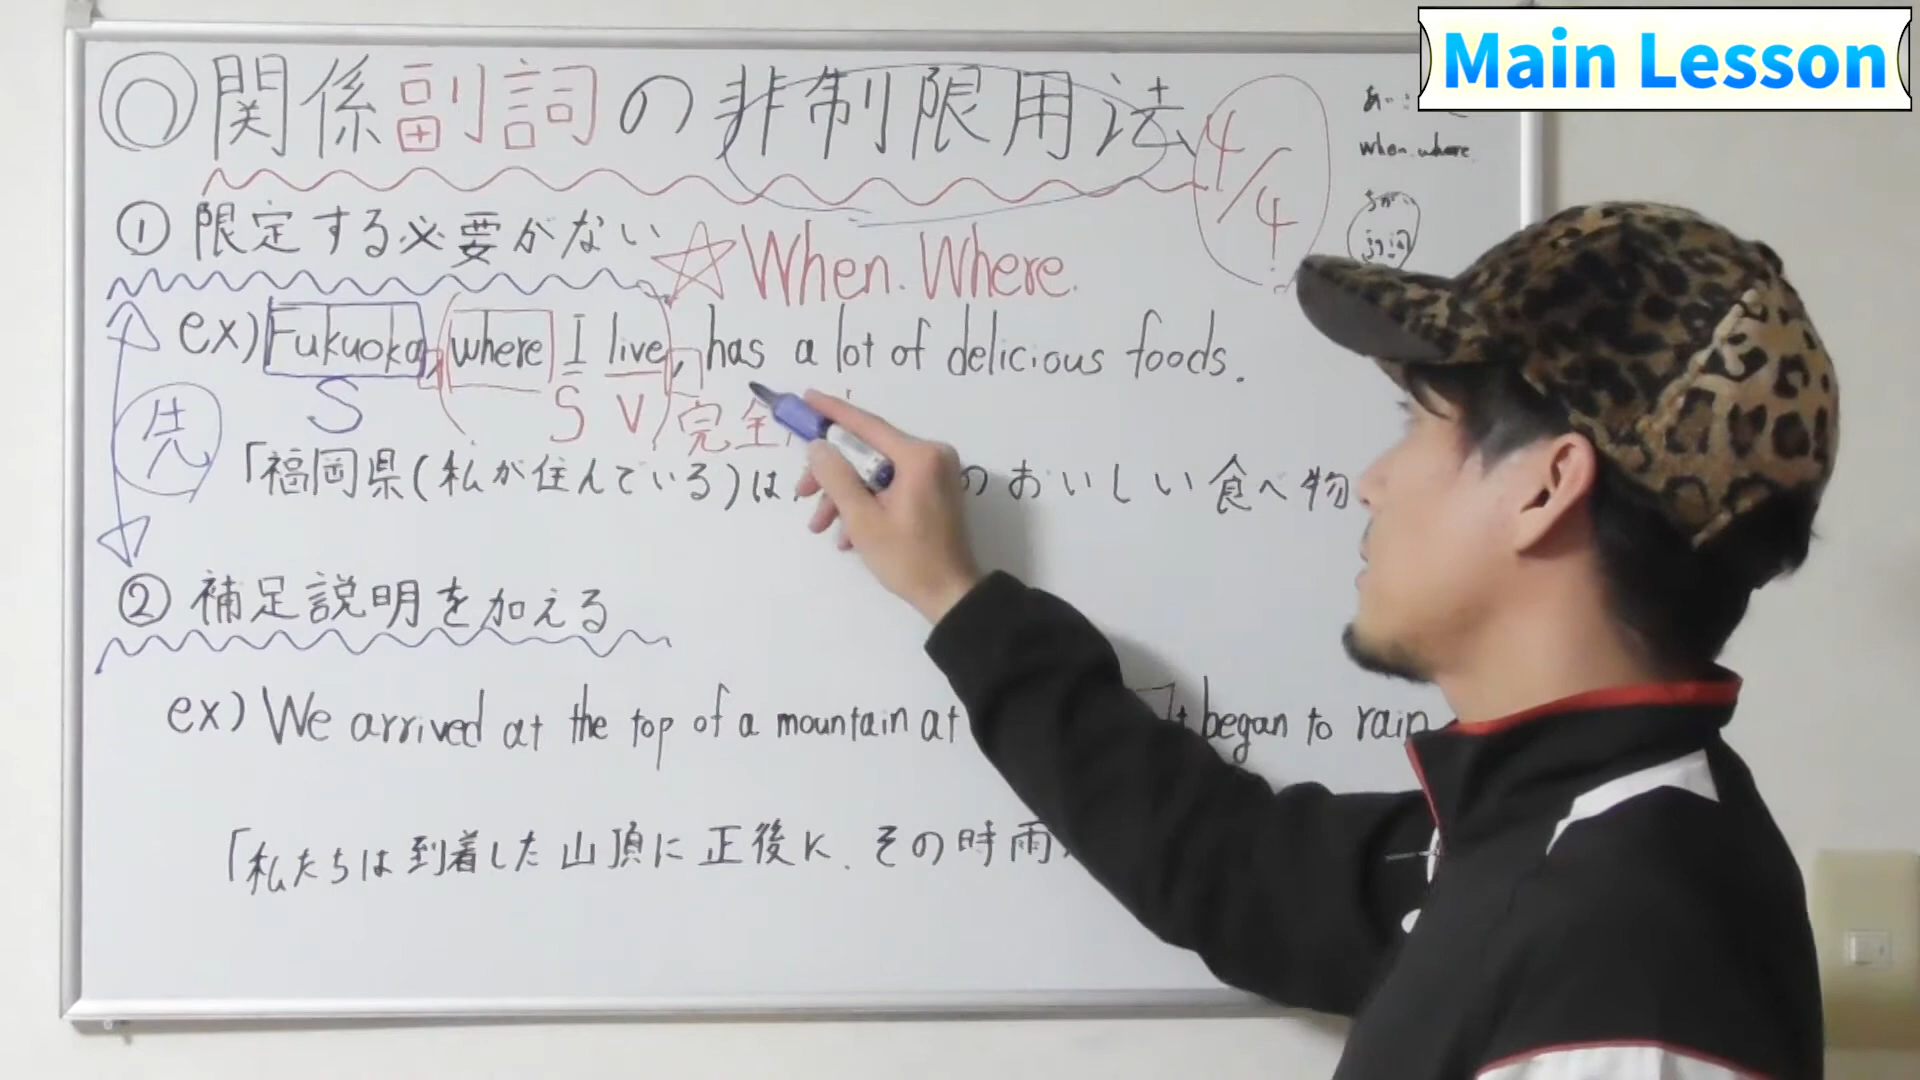 Main Lesson
◎関係副詞の非制限用法 4/4
when.where
① 限定する必要がない ☆When.Where.
副詞
ex) Fukuoka, where I live, has a lot of delicious foods.
S S V 完全
先
「福岡県(私が住んでいる)は のおいしい食べ物
② 補足説明を加える
ex) We arrived at the top of a mountain at It began to rain
「私たちは到着した山頂に正後に、その時雨